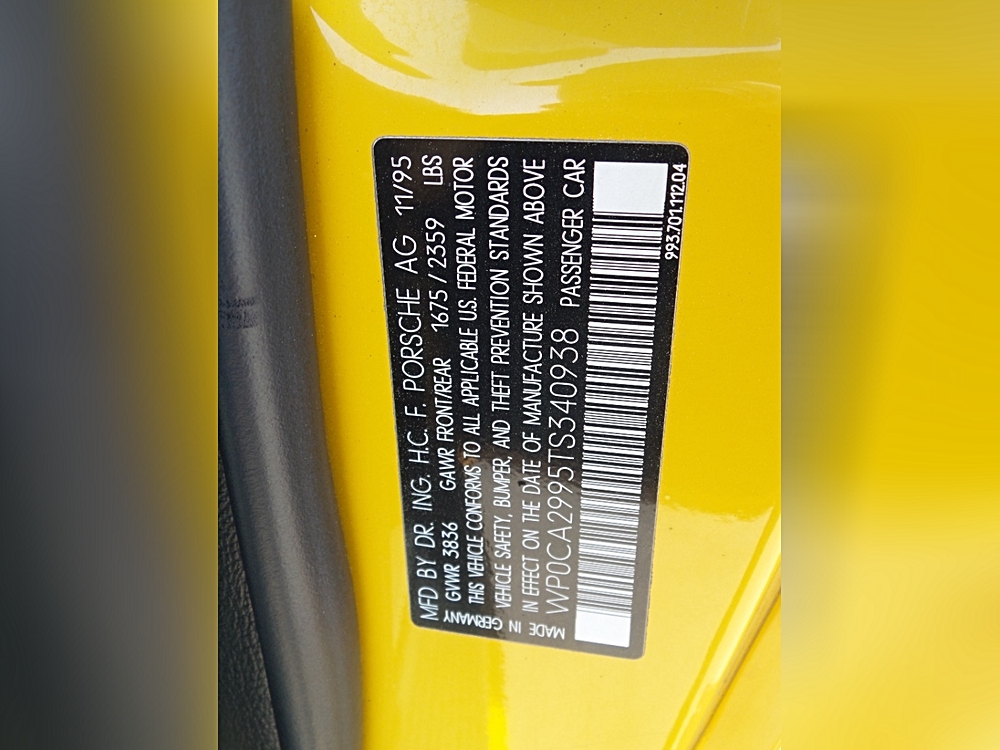 MFD BY DR. ING. H.C. F. PORSCHE AG 11/95
GVWR 3836 GAWR FRONT/REAR 1675 / 2359 LBS
THIS VEHICLE CONFORMS TO ALL APPLICABLE U.S. FEDERAL MOTOR
VEHICLE SAFETY, BUMPER, AND THEFT PREVENTION STANDARDS
IN EFFECT ON THE DATE OF MANUFACTURE SHOWN ABOVE
WP0CA2995TS340938 PASSENGER CAR
993.701.112.04
MADE IN GERMANY